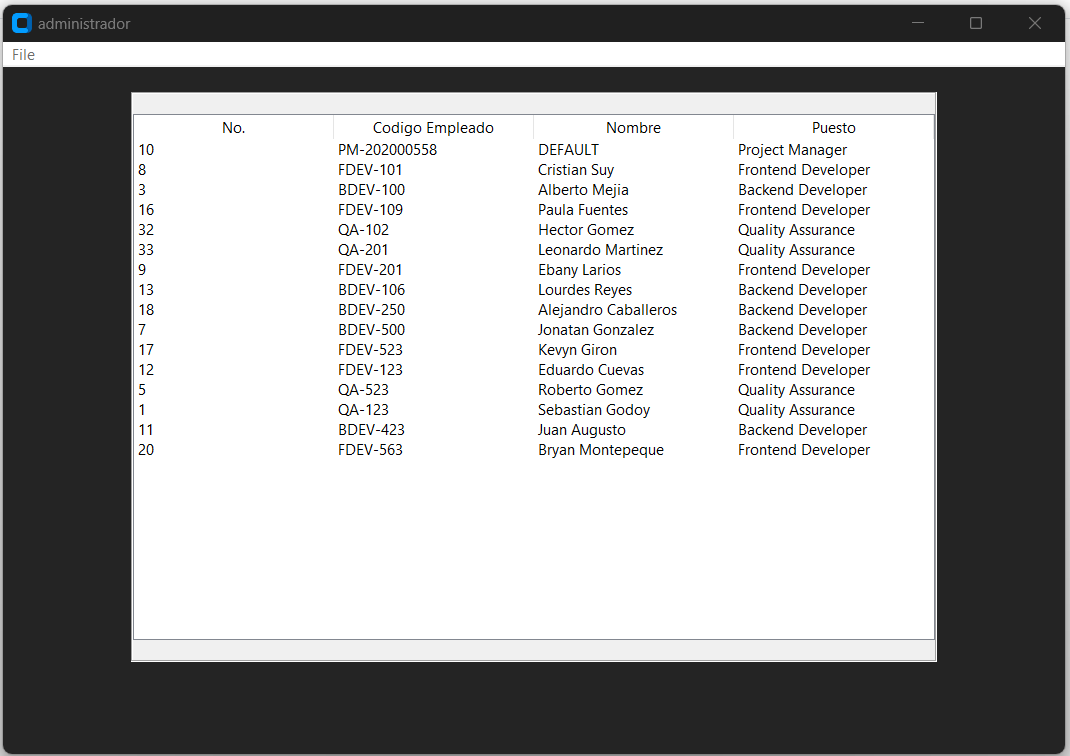 administrador
File
No. Codigo Empleado Nombre Puesto
10 PM-202000558 DEFAULT Project Manager
8 FDEV-101 Cristian Suy Frontend Developer
3 BDEV-100 Alberto Mejia Backend Developer
16 FDEV-109 Paula Fuentes Frontend Developer
32 QA-102 Hector Gomez Quality Assurance
33 QA-201 Leonardo Martinez Quality Assurance
9 FDEV-201 Ebany Larios Frontend Developer
13 BDEV-106 Lourdes Reyes Backend Developer
18 BDEV-250 Alejandro Caballeros Backend Developer
7 BDEV-500 Jonatan Gonzalez Backend Developer
17 FDEV-523 Kevyn Giron Frontend Developer
12 FDEV-123 Eduardo Cuevas Frontend Developer
5 QA-523 Roberto Gomez Quality Assurance
1 QA-123 Sebastian Godoy Quality Assurance
11 BDEV-423 Juan Augusto Backend Developer
20 FDEV-563 Bryan Montepeque Frontend Developer